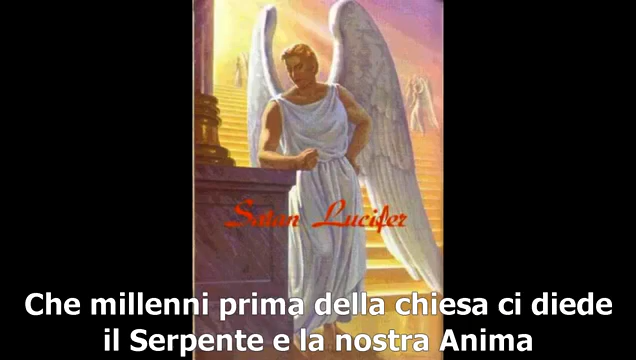 Satan Lucifer
Che millenni prima della chiesa ci diede
il Serpente e la nostra Anima